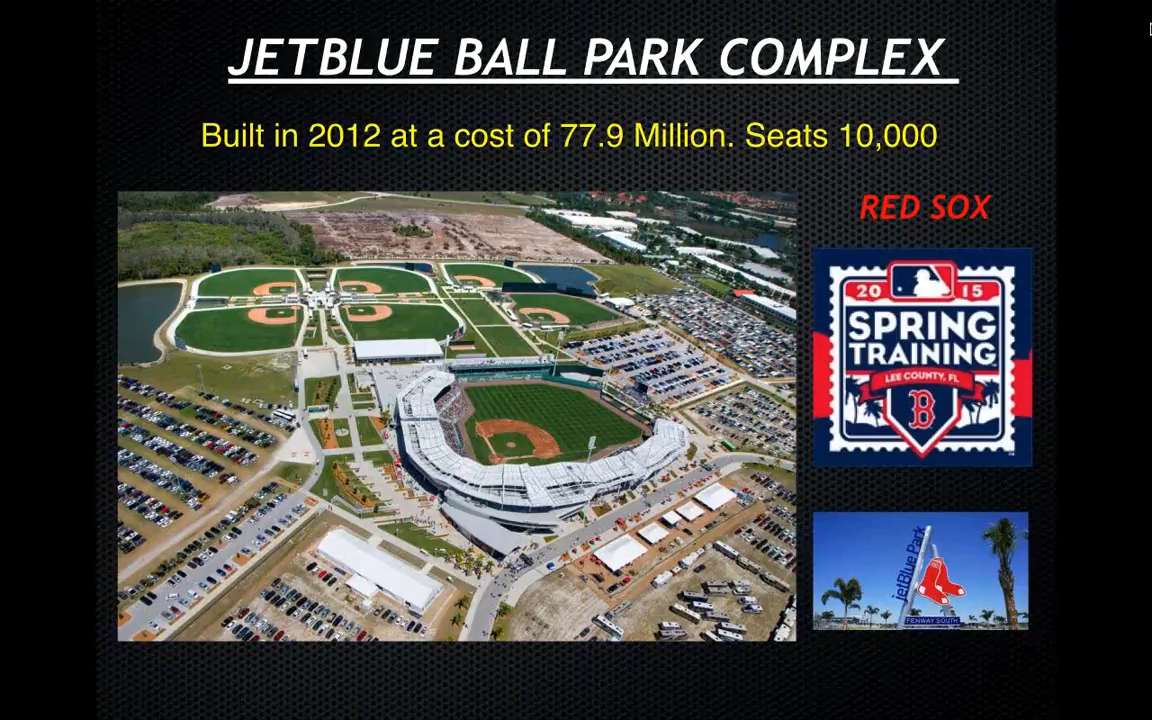 JETBLUE BALL PARK COMPLEX
Built in 2012 at a cost of 77.9 Million. Seats 10,000
RED SOX
20 15
SPRING
TRAINING
LEE COUNTY, FL
B
jetBlue Park
FENWAY SOUTH